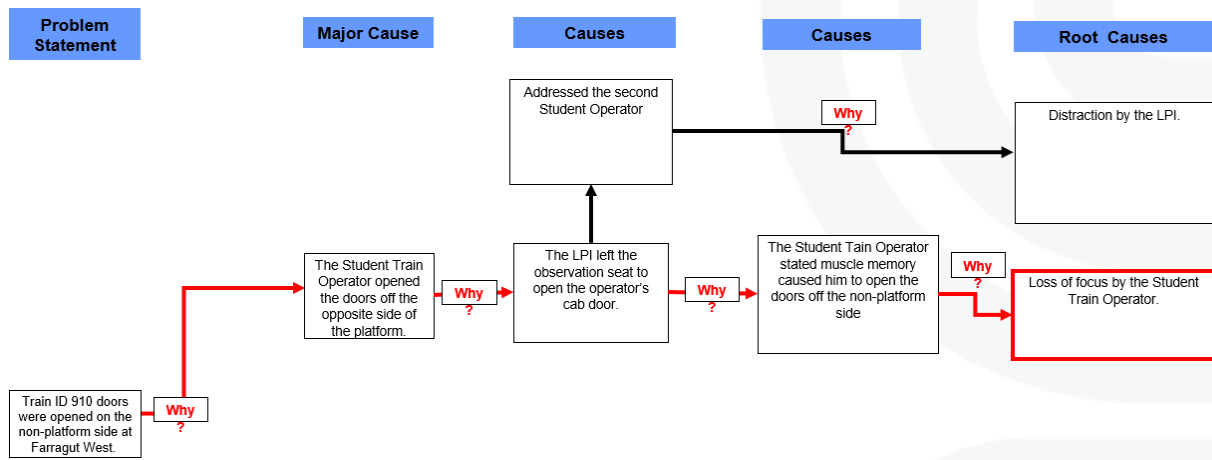 Problem
Statement
Major Cause
Causes
Causes
Root Causes
Addressed the second
Student Operator
Why
?
Distraction by the LPI.
The Student Train
Operator opened
the doors off the
opposite side of
the platform.
Why
?
The LPI left the
observation seat to
open the operator's
cab door.
Why
?
The Student Tain Operator
stated muscle memory
caused him to open the
doors off the non-platform
side
Why
?
Loss of focus by the Student
Train Operator.
Train ID 910 doors
were opened on the
non-platform side at
Farragut West.
Why
?